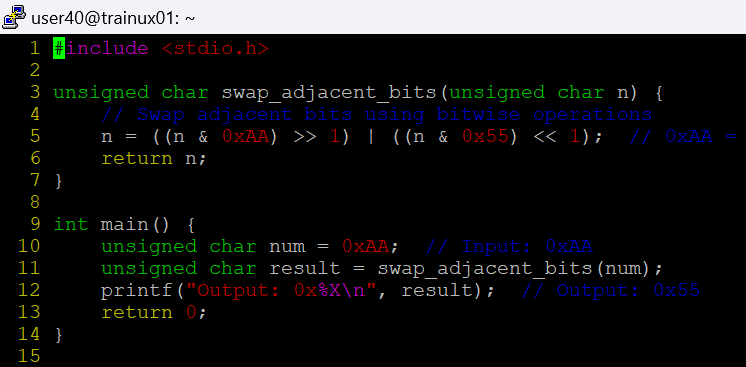 user40@trainux01: ~
1 #include <stdio.h>
2
3 unsigned char swap_adjacent_bits(unsigned char n) {
4     // Swap adjacent bits using bitwise operations
5     n = ((n & 0xAA) >> 1) | ((n & 0x55) << 1);  // 0xAA =
6     return n;
7 }
8
9 int main() {
10     unsigned char num = 0xAA;  // Input: 0xAA
11     unsigned char result = swap_adjacent_bits(num);
12     printf("Output: 0x%X\n", result);  // Output: 0x55
13     return 0;
14 }
15